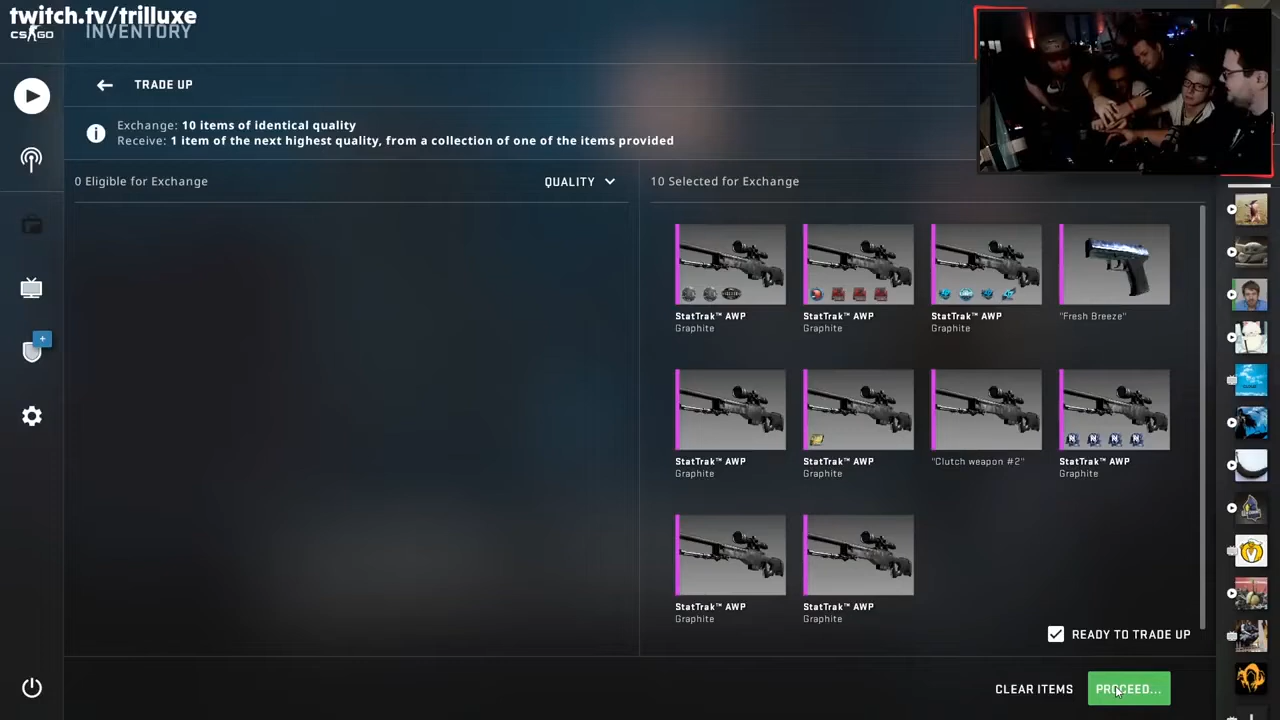 twitch.tv/trilluxe
CS:GO
INVENTORY
TRADE UP
Exchange: 10 items of identical quality
Receive: 1 item of the next highest quality, from a collection of one of the items provided
0 Eligible for Exchange
QUALITY
10 Selected for Exchange
StatTrak™ AWP
Graphite
StatTrak™ AWP
Graphite
StatTrak™ AWP
Graphite
"Fresh Breeze"
StatTrak™ AWP
Graphite
StatTrak™ AWP
Graphite
"Clutch weapon #2"
StatTrak™ AWP
Graphite
StatTrak™ AWP
Graphite
StatTrak™ AWP
Graphite
READY TO TRADE UP
CLEAR ITEMS
PROCEED...